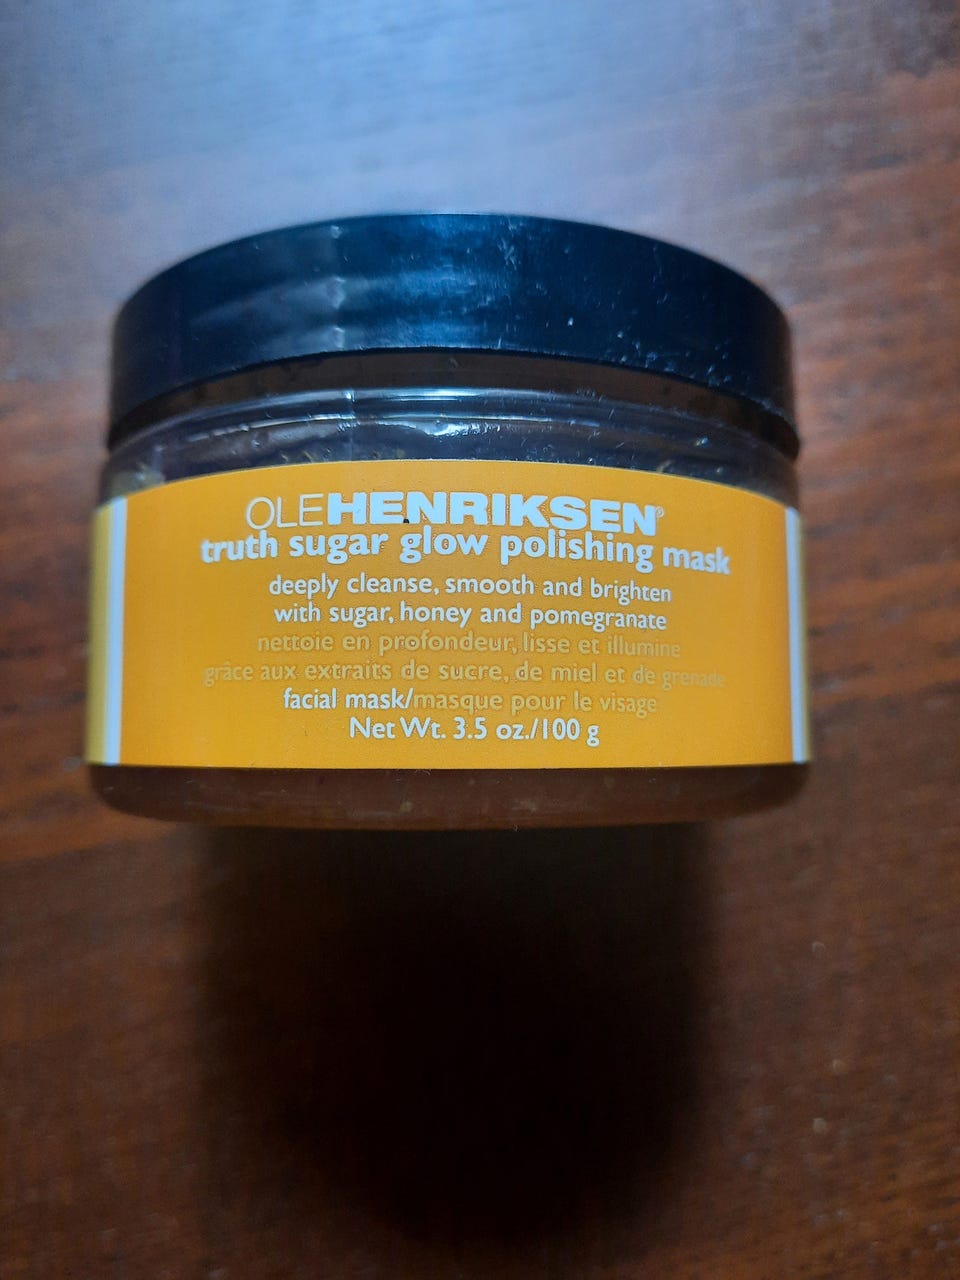 OLEHENRIKSEN®
truth sugar glow polishing mask
deeply cleanse, smooth and brighten
with sugar, honey and pomegranate
nettoie en profondeur, lisse et illumine
grâce aux extraits de sucre, de miel et de grenade
facial mask/masque pour le visage
Net Wt. 3.5 oz./100 g